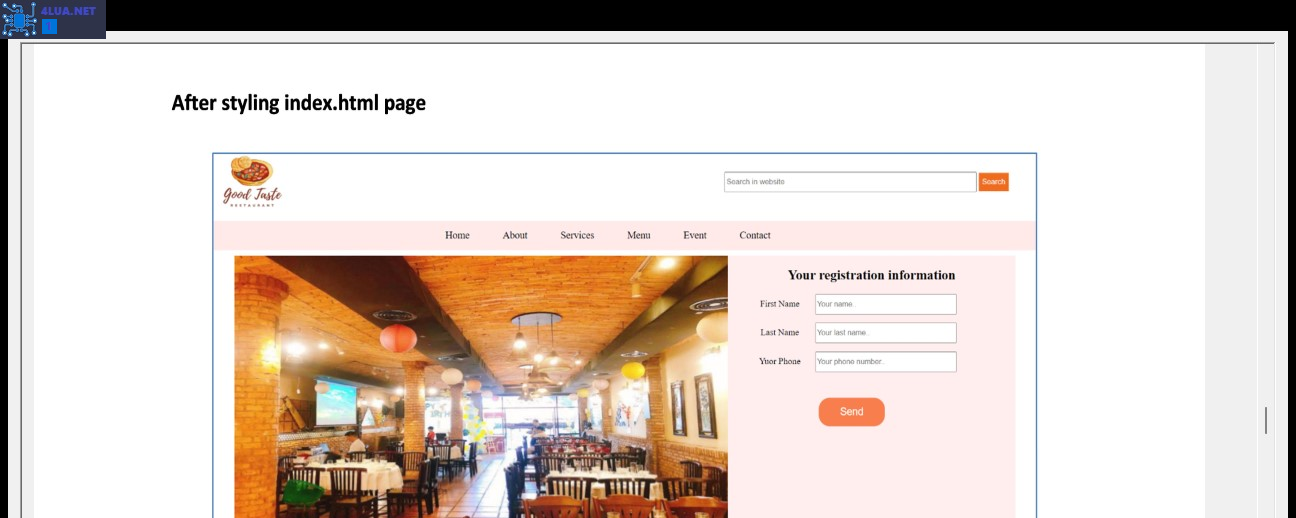 4LUA.NET
After styling index.html page
Good Taste
RESTAURANT
Search in website
Search
Home About Services Menu Event Contact
Your registration information
First Name Your name
Last Name Your last name..
Yuor Phone Your phone number..
Send